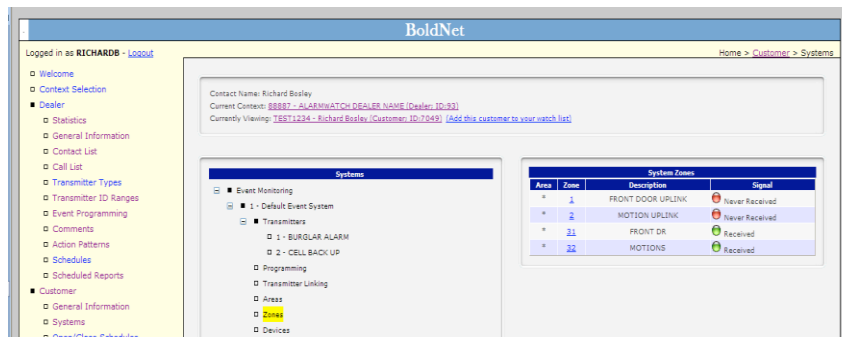 BoldNet
Logged in as RICHARDB - Logout
Home > Customer > Systems
Welcome
Context Selection
Dealer
Statistics
General Information
Contact List
Call List
Transmitter Types
Transmitter ID Ranges
Event Programming
Comments
Action Patterns
Schedules
Scheduled Reports
Customer
General Information
Systems
Open/Close Schedules
Contact Name: Richard Bosley
Current Context: 88887 - ALARMWATCH DEALER NAME [Dealer; ID:93]
Currently Viewing: TEST1234 - Richard Bosley [Customer; ID:7049] (Add this customer to your watch list)
Systems
Event Monitoring
1 - Default Event System
Transmitters
1 - BURGLAR ALARM
2 - CELL BACK UP
Programming
Transmitter Linking
Areas
Zones
Devices
System Zones
Area Zone Description Signal
* 1 FRONT DOOR UPLINK Never Received
* 2 MOTION UPLINK Never Received
* 31 FRONT DR Received
* 32 MOTIONS Received